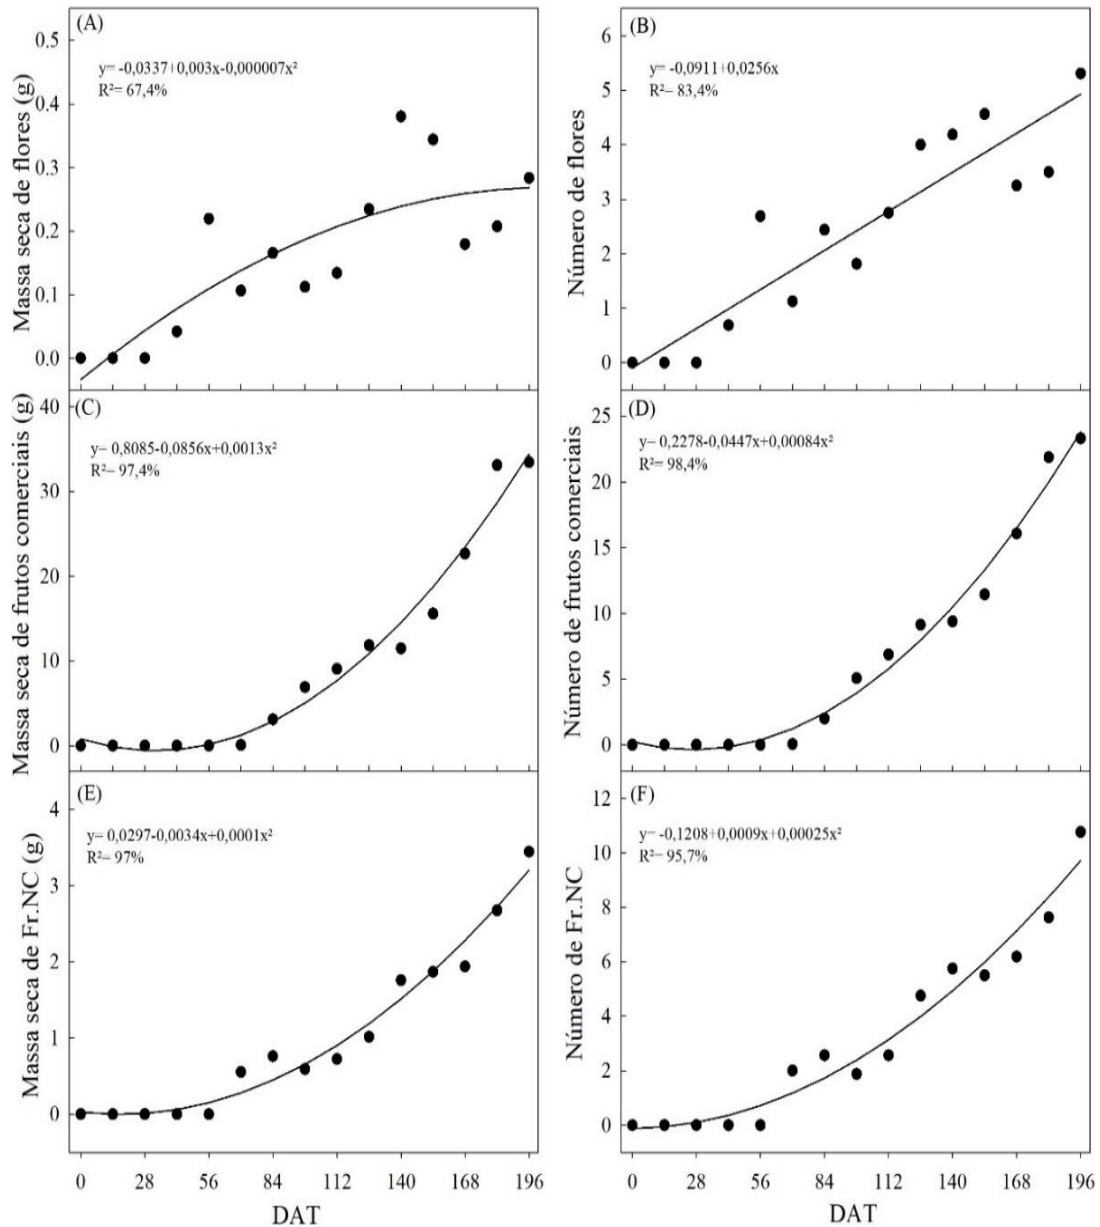 (A)
y= -0,0337+0,003x-0,000007x²
R²= 67,4%
Massa seca de flores (g)
0.5
0.4
0.3
0.2
0.1
0.0
(B)
y= -0,0911+0,0256x
R²= 83,4%
Número de flores
6
5
4
3
2
1
0
(C)
y= 0,8085-0,0856x+0,0013x²
R²= 97,4%
Massa seca de frutos comerciais (g)
40
30
20
10
0
(D)
y= 0,2278-0,0447x+0,00084x²
R²= 98,4%
Número de frutos comerciais
25
20
15
10
5
0
(E)
y= 0,0297-0,0034x+0,0001x²
R²= 97%
Massa seca de Fr.NC (g)
4
3
2
1
0
0 28 56 84 112 140 168 196
DAT
(F)
y= -0,1208+0,0009x+0,00025x²
R²= 95,7%
Número de Fr.NC
12
10
8
6
4
2
0
0 28 56 84 112 140 168 196
DAT